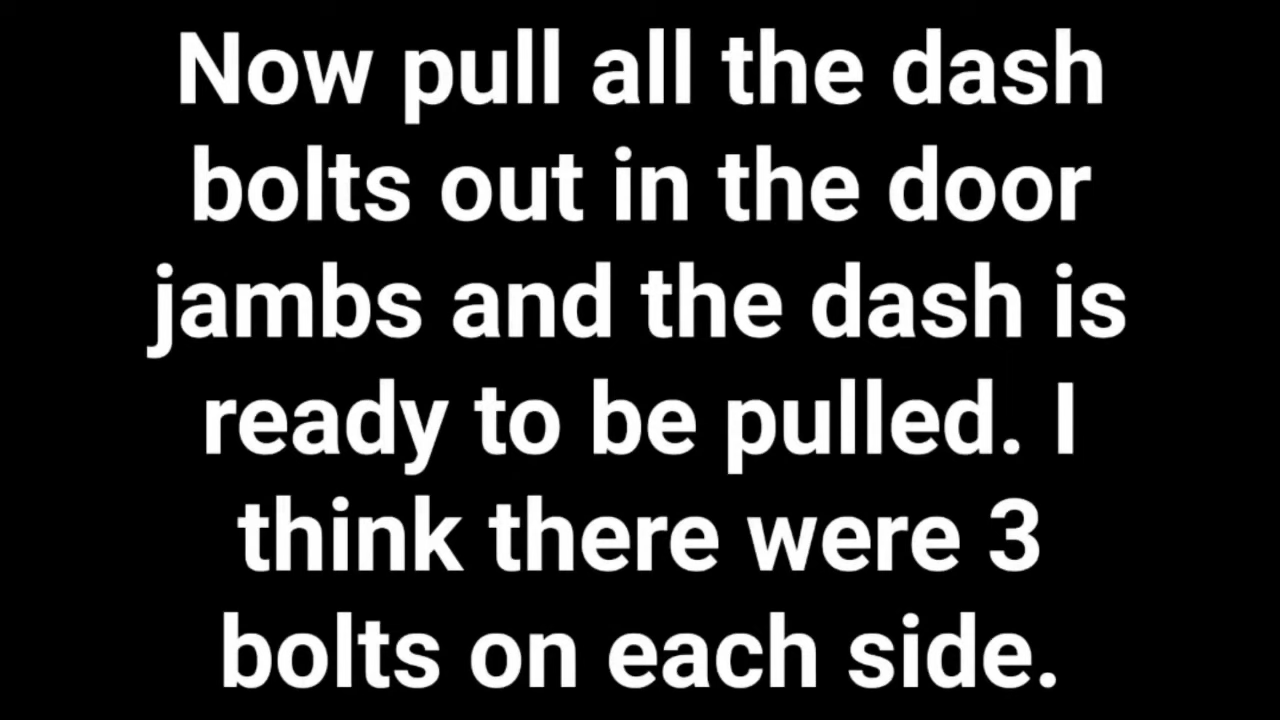 Now pull all the dash
bolts out in the door
jambs and the dash is
ready to be pulled. I
think there were 3
bolts on each side.